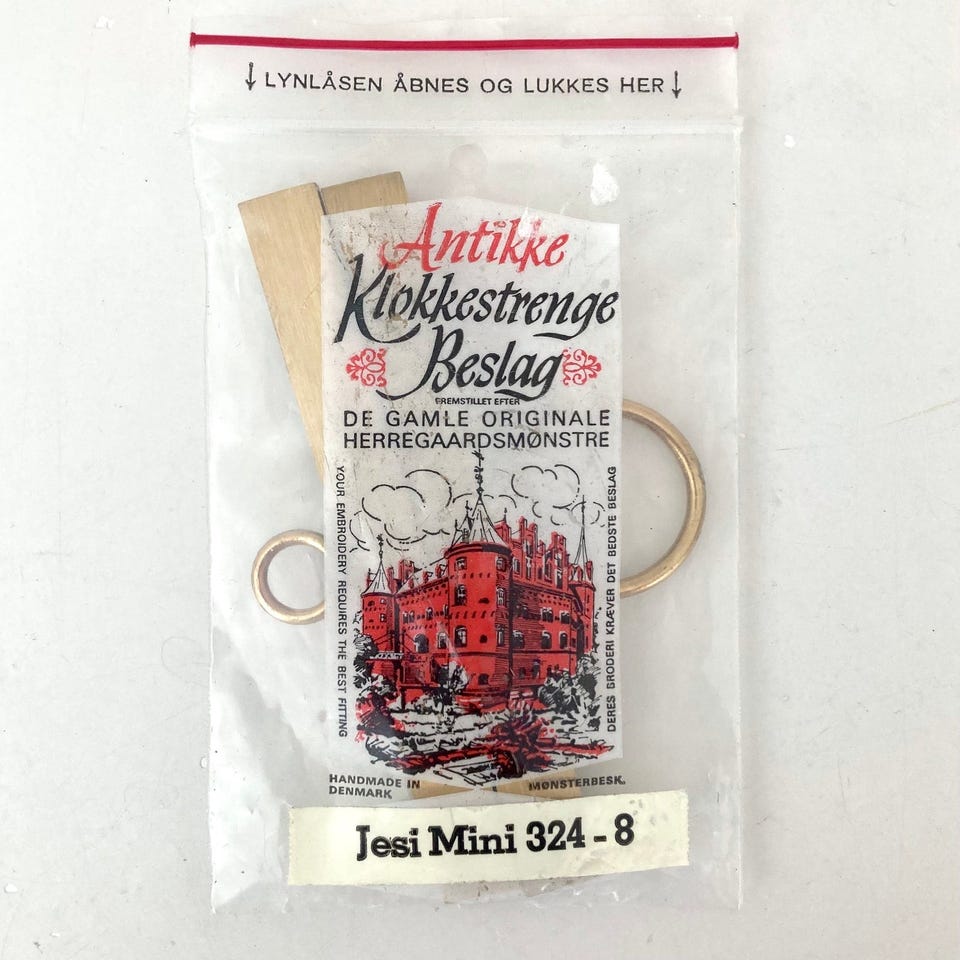 ↓ LYNLÅSEN ÅBNES OG LUKKES HER ↓
Antikke
Klokkestrenge
Beslag
FREMSTILLET EFTER
DE GAMLE ORIGINALE
HERREGAARDSMØNSTRE
YOUR EMBROIDERY REQUIRES THE BEST FITTING
DERES BRODERI KRÆVER DET BEDSTE BESLAG
HANDMADE IN
DENMARK
MØNSTERBESK.
Jesi Mini 324 - 8